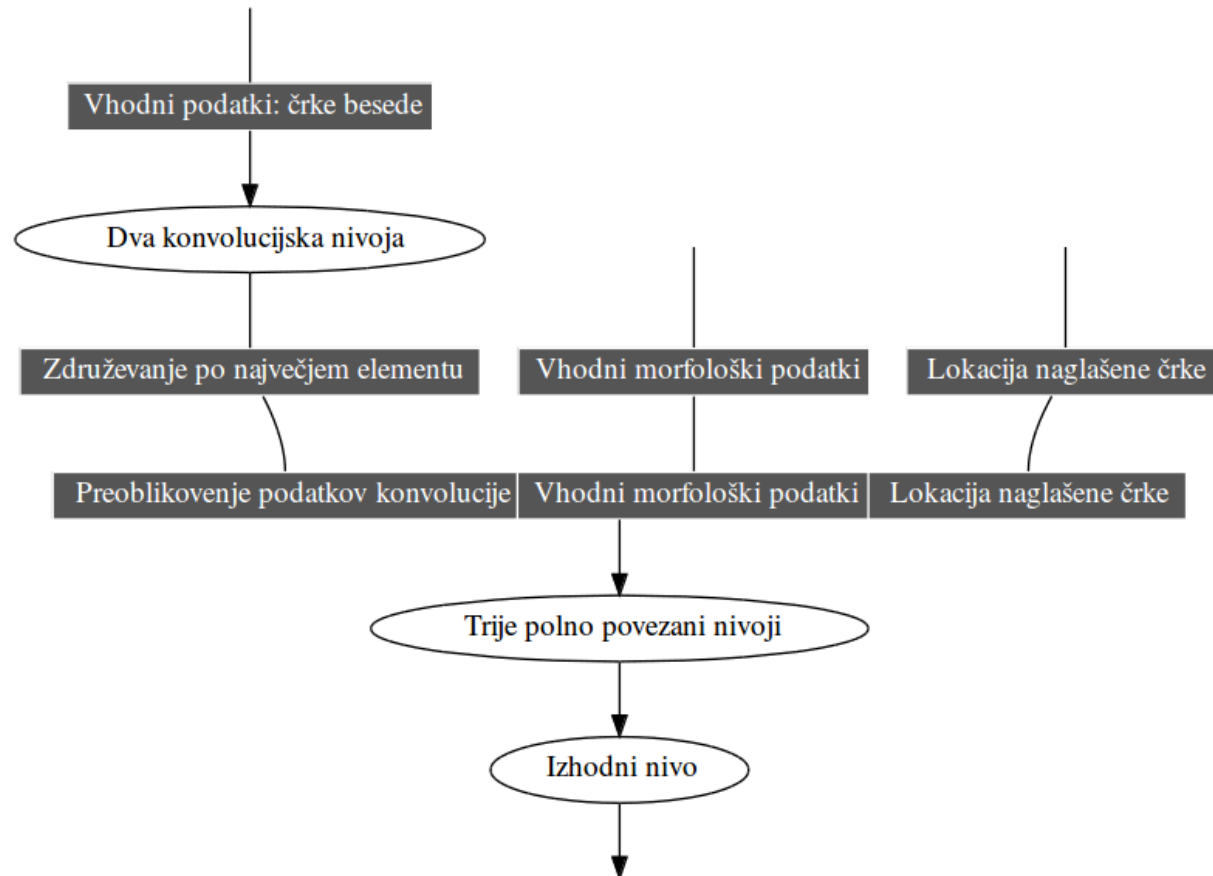 Vhodni podatki: črke besede
Dva konvolucijska nivoja
Združevanje po največjem elementu
Vhodni morfološki podatki
Lokacija naglašene črke
Preoblikovenje podatkov konvolucije
Vhodni morfološki podatki
Lokacija naglašene črke
Trije polno povezani nivoji
Izhodni nivo